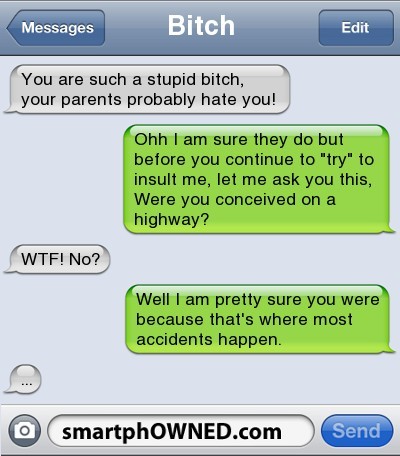 Messages
Bitch
Edit
You are such a stupid bitch,
your parents probably hate you!
Ohh I am sure they do but
before you continue to "try" to
insult me, let me ask you this,
Were you conceived on a
highway?
WTF! No?
Well I am pretty sure you were
because that's where most
accidents happen.
...
smartphOWNED.com
Send